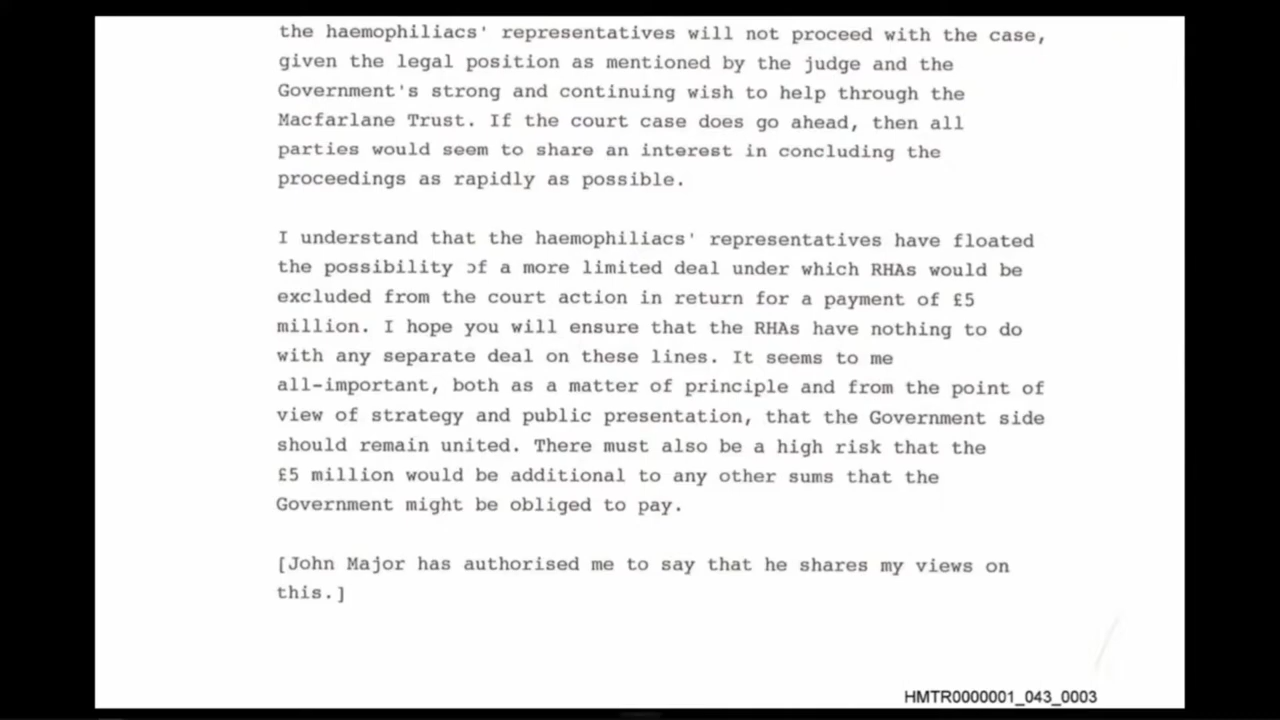 the haemophiliacs' representatives will not proceed with the case,
given the legal position as mentioned by the judge and the
Government's strong and continuing wish to help through the
Macfarlane Trust. If the court case does go ahead, then all
parties would seem to share an interest in concluding the
proceedings as rapidly as possible.
I understand that the haemophiliacs' representatives have floated
the possibility of a more limited deal under which RHAs would be
excluded from the court action in return for a payment of £5
million. I hope you will ensure that the RHAs have nothing to do
with any separate deal on these lines. It seems to me
all-important, both as a matter of principle and from the point of
view of strategy and public presentation, that the Government side
should remain united. There must also be a high risk that the
£5 million would be additional to any other sums that the
Government might be obliged to pay.
[John Major has authorised me to say that he shares my views on
this.]
HMTR0000001_043_0003